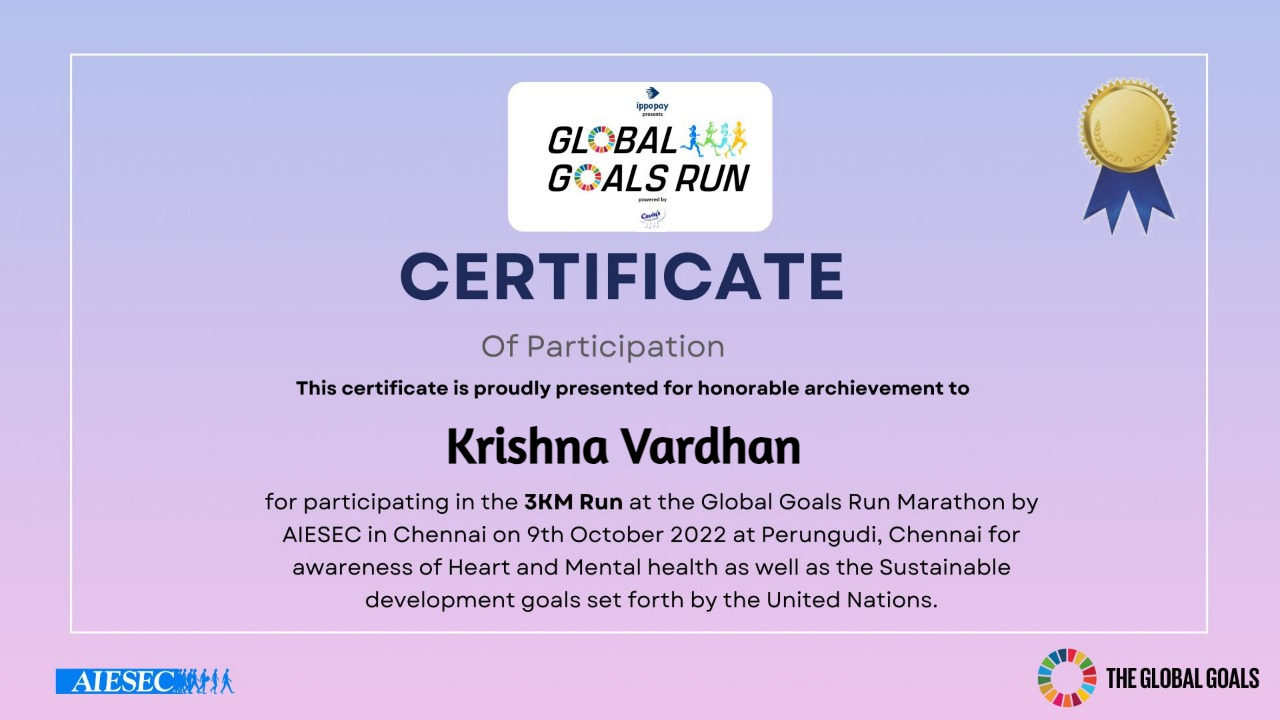 ippopay
presents
GLOBAL
GOALS RUN
powered by
Cavin's
CERTIFICATE
Of Participation
This certificate is proudly presented for honorable archievement to
Krishna Vardhan
for participating in the 3KM Run at the Global Goals Run Marathon by
AIESEC in Chennai on 9th October 2022 at Perungudi, Chennai for
awareness of Heart and Mental health as well as the Sustainable
development goals set forth by the United Nations.
AIESEC
THE GLOBAL GOALS